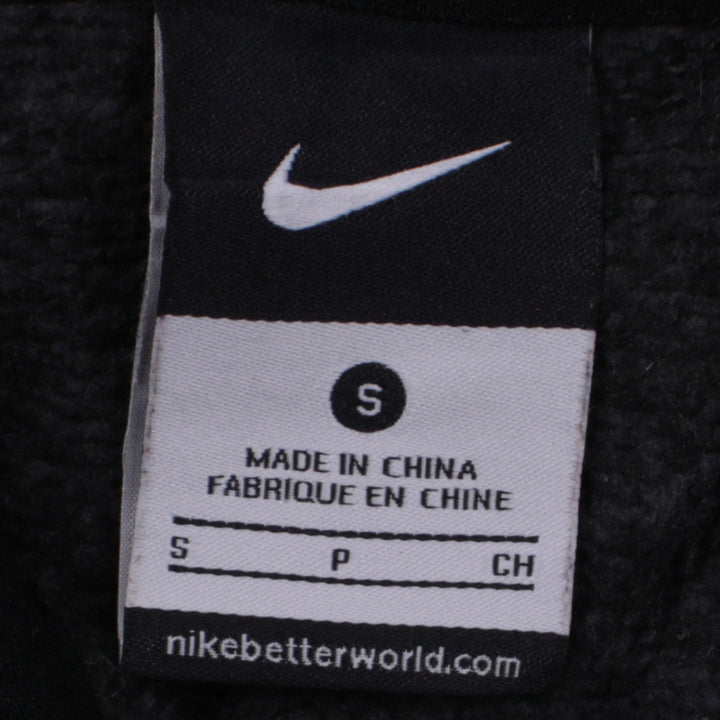 S
MADE IN CHINA
FABRIQUE EN CHINE
S P CH
nikebetterworld.com